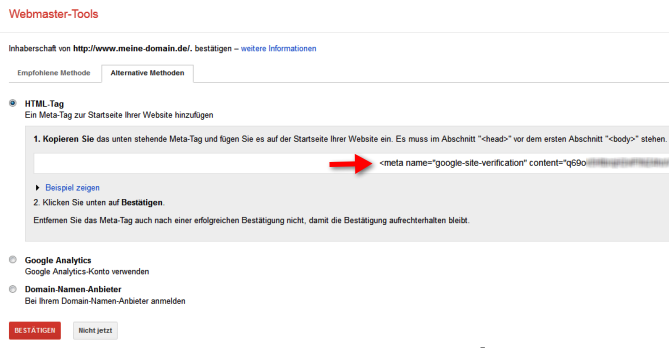 Webmaster-Tools
Inhaberschaft von http://www.meine-domain.de/. bestätigen – weitere Informationen
Empfohlene Methode
Alternative Methoden
HTML-Tag
Ein Meta-Tag zur Startseite Ihrer Website hinzufügen
1. Kopieren Sie das unten stehende Meta-Tag und fügen Sie es auf der Startseite Ihrer Website ein. Es muss im Abschnitt "<head>" vor dem ersten Abschnitt "<body>" stehen.
<meta name="google-site-verification" content="q69o
Beispiel zeigen
2. Klicken Sie unten auf Bestätigen.
Entfernen Sie das Meta-Tag auch nach einer erfolgreichen Bestätigung nicht, damit die Bestätigung aufrechterhalten bleibt.
Google Analytics
Google Analytics-Konto verwenden
Domain-Namen-Anbieter
Bei Ihrem Domain-Namen-Anbieter anmelden
BESTÄTIGEN
Nicht jetzt